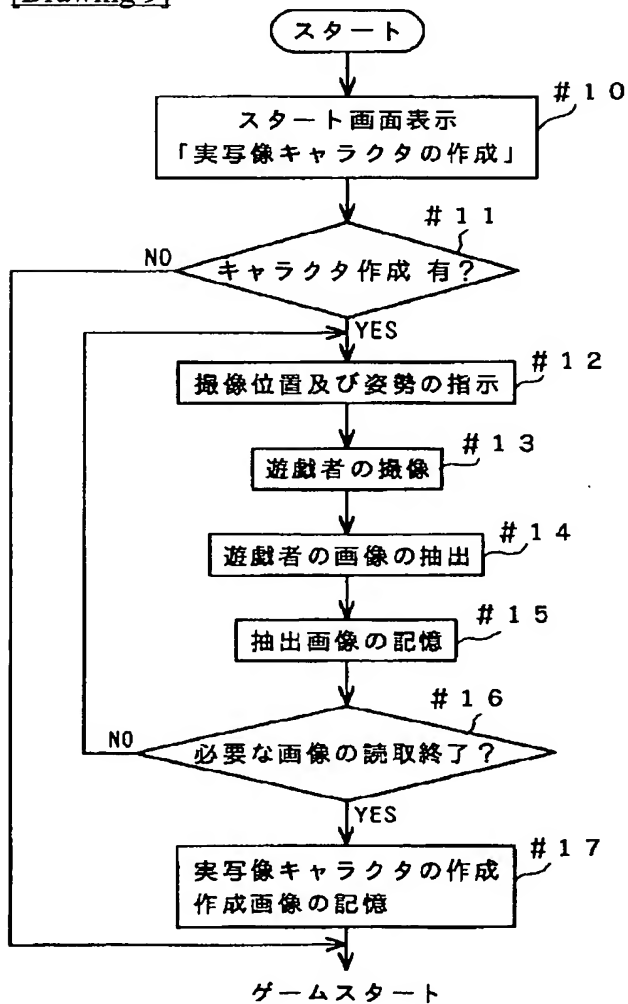 [Drawing 9]
スタート
#10
スタート画面表示
「実写像キャラクタの作成」
#11
NO
キャラクタ作成 有?
YES
#12
撮像位置及び姿勢の指示
#13
遊戯者の撮像
#14
遊戯者の画像の抽出
#15
抽出画像の記憶
#16
NO
必要な画像の読取終了?
YES
#17
実写像キャラクタの作成
作成画像の記憶
ゲームスタート